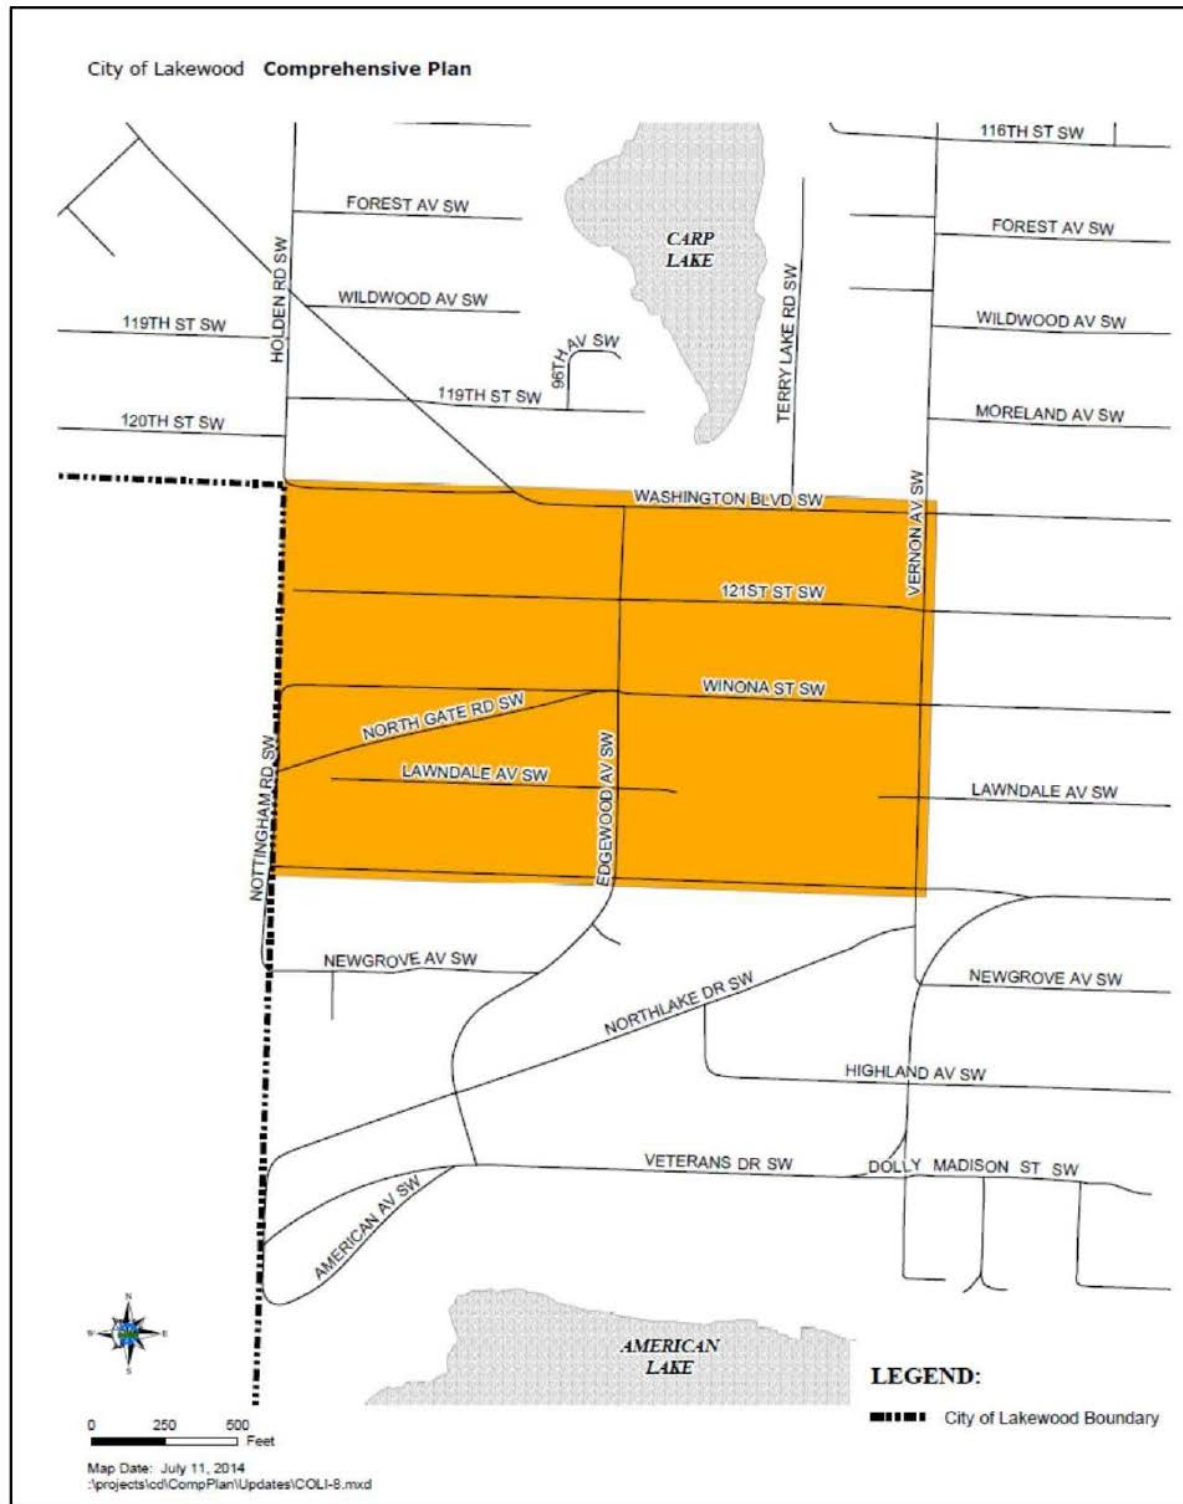 City of Lakewood Comprehensive Plan
116TH ST SW
FOREST AV SW
FOREST AV SW
CARP
LAKE
HOLDEN RD SW
TERRY LAKE RD SW
WILDWOOD AV SW
119TH ST SW
WILDWOOD AV SW
96TH AV SW
119TH ST SW
120TH ST SW
MORELAND AV SW
WASHINGTON BLVD SW
VERNON AV SW
121ST ST SW
WINONA ST SW
NORTH GATE RD SW
LAWNDALE AV SW
LAWNDALE AV SW
NOTTINGHAM RD SW
EDGEWOOD AV SW
NEWGROVE AV SW
NEWGROVE AV SW
NORTHLAKE DR SW
HIGHLAND AV SW
VETERANS DR SW
DOLLY MADISON ST SW
AMERICAN AV SW
N
W
E
S
AMERICAN
LAKE
LEGEND:
City of Lakewood Boundary
0 250 500
Feet
Map Date: July 11, 2014
:\projects\cd\CompPlan\Updates\COLI-8.mxd